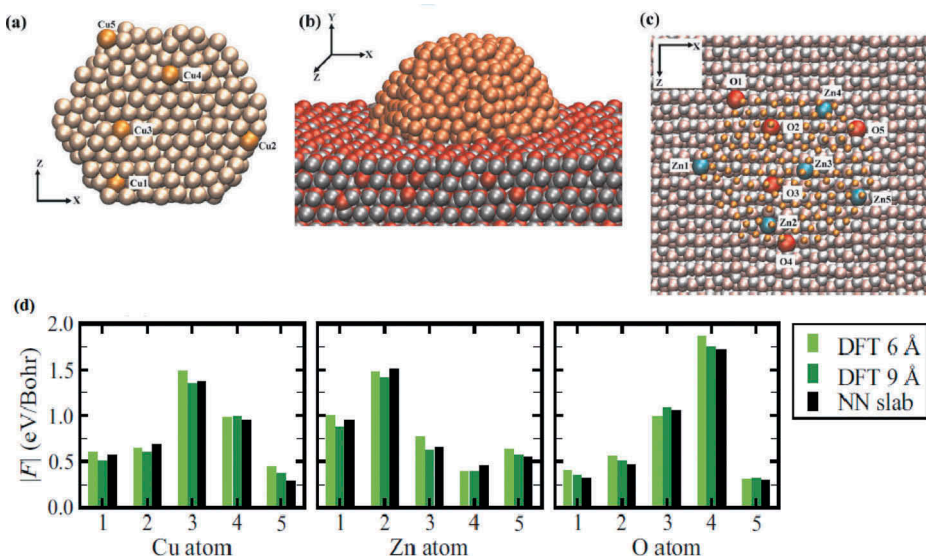 (a)
Cu5
Cu4
Cu3
Cu2
Cu1
Z
X
(b)
Y
X
Z
(c)
X
Z
O1
Zn4
O2
O5
Zn1
Zn3
O3
Zn5
Zn2
O4
(d)
|F| (eV/Bohr)
2.0
1.5
1.0
0.5
0.0
1 2 3 4 5
Cu atom
1 2 3 4 5
Zn atom
1 2 3 4 5
O atom
DFT 6 Å
DFT 9 Å
NN slab